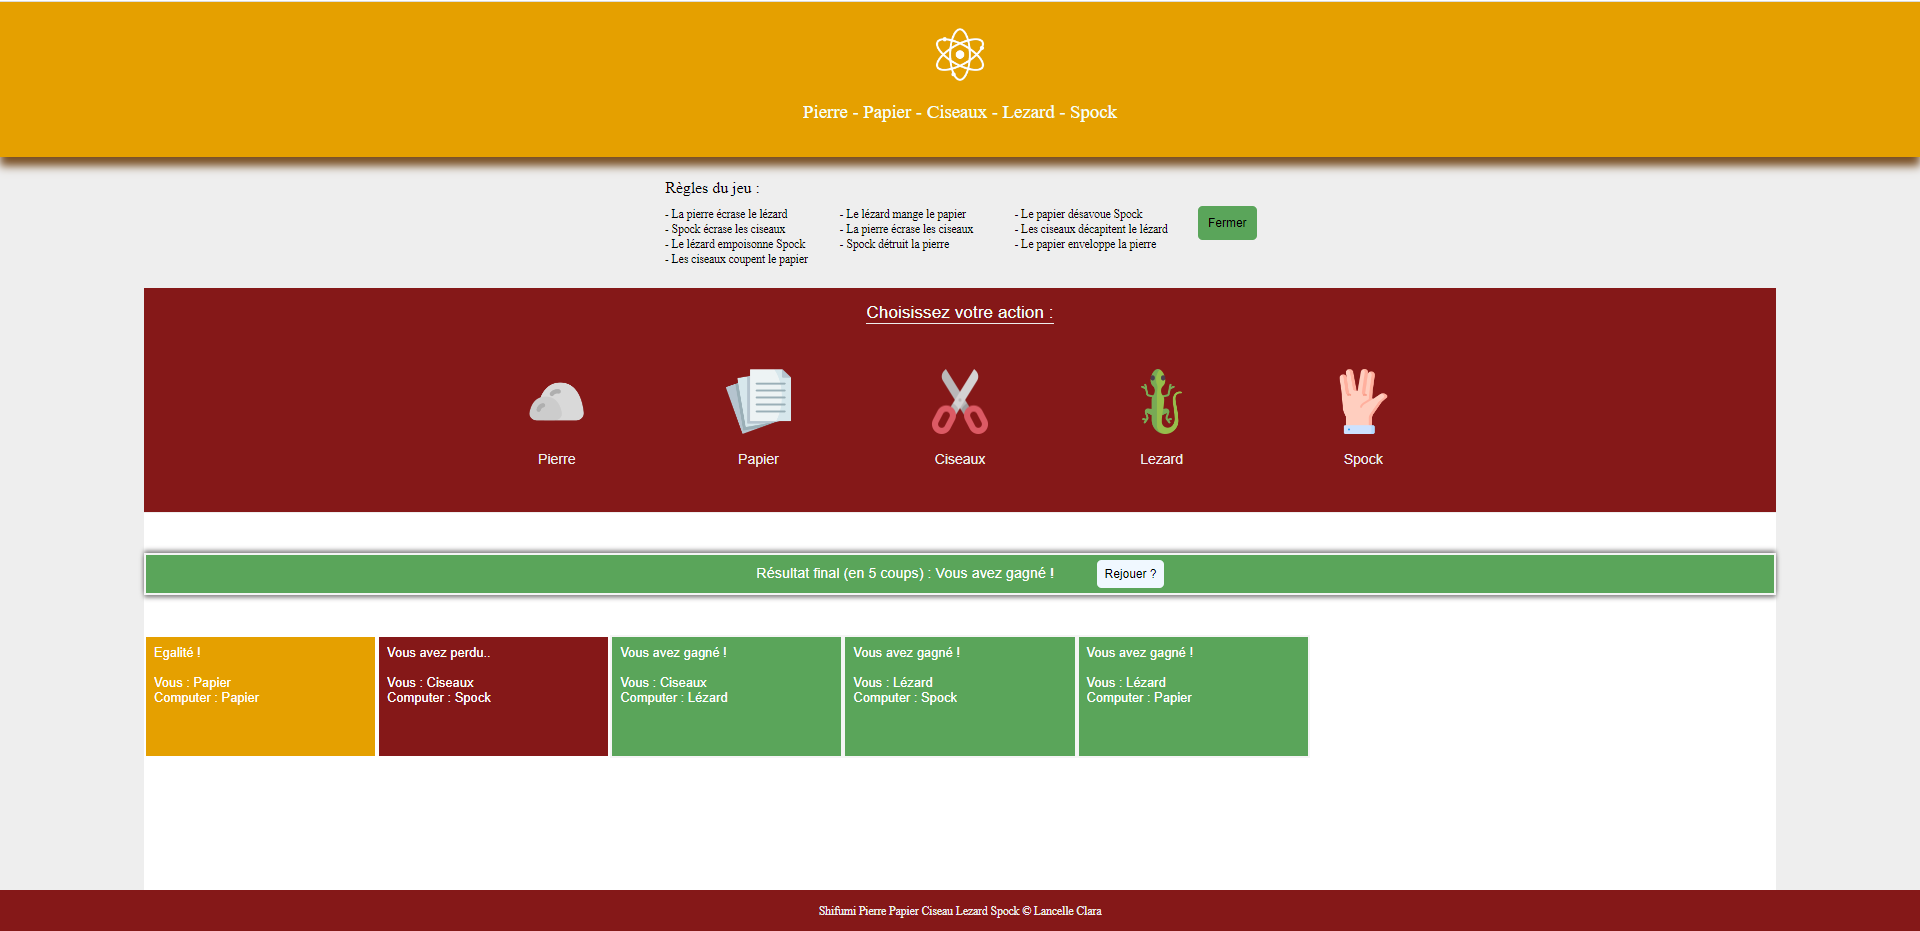 Pierre - Papier - Ciseaux - Lezard - Spock
Règles du jeu :
- La pierre écrase le lézard
- Spock écrase les ciseaux
- Le lézard empoisonne Spock
- Les ciseaux coupent le papier
- Le lézard mange le papier
- La pierre écrase les ciseaux
- Spock détruit la pierre
- Le papier désavoue Spock
- Les ciseaux décapitent le lézard
- Le papier enveloppe la pierre
Fermer
Choisissez votre action :
Pierre
Papier
Ciseaux
Lezard
Spock
Résultat final (en 5 coups) : Vous avez gagné !
Rejouer ?
Egalité !
Vous : Papier
Computer : Papier
Vous avez perdu..
Vous : Ciseaux
Computer : Spock
Vous avez gagné !
Vous : Ciseaux
Computer : Lézard
Vous avez gagné !
Vous : Lézard
Computer : Spock
Vous avez gagné !
Vous : Lézard
Computer : Papier
Shifumi Pierre Papier Ciseau Lezard Spock © Lancelle Clara